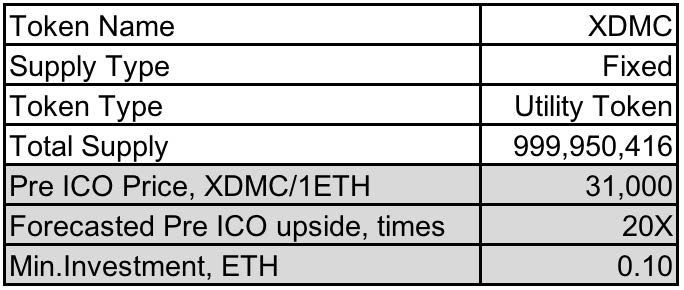 Token Name XDMC
Supply Type Fixed
Token Type Utility Token
Total Supply 999,950,416
Pre ICO Price, XDMC/1ETH 31,000
Forecasted Pre ICO upside, times 20X
Min.Investment, ETH 0.10